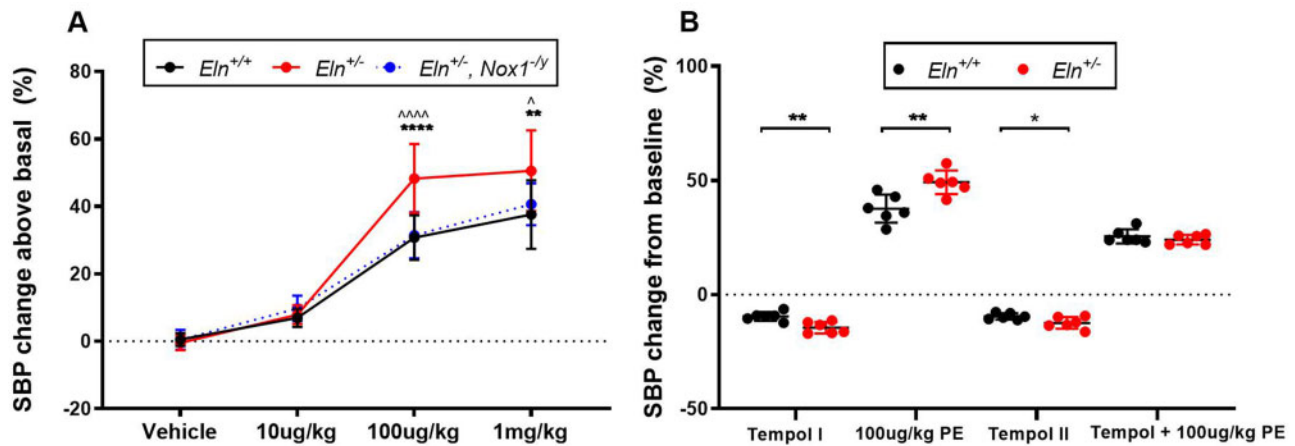 A
Eln+/+ Eln+/- Eln+/-, Nox1-/y
SBP change above basal (%)
80
60
40
20
0
-20
^^^^
****
^
**
Vehicle 10ug/kg 100ug/kg 1mg/kg
B
Eln+/+ Eln+/-
SBP change from baseline (%)
100
50
0
-50
** ** *
Tempol I 100ug/kg PE Tempol II Tempol + 100ug/kg PE